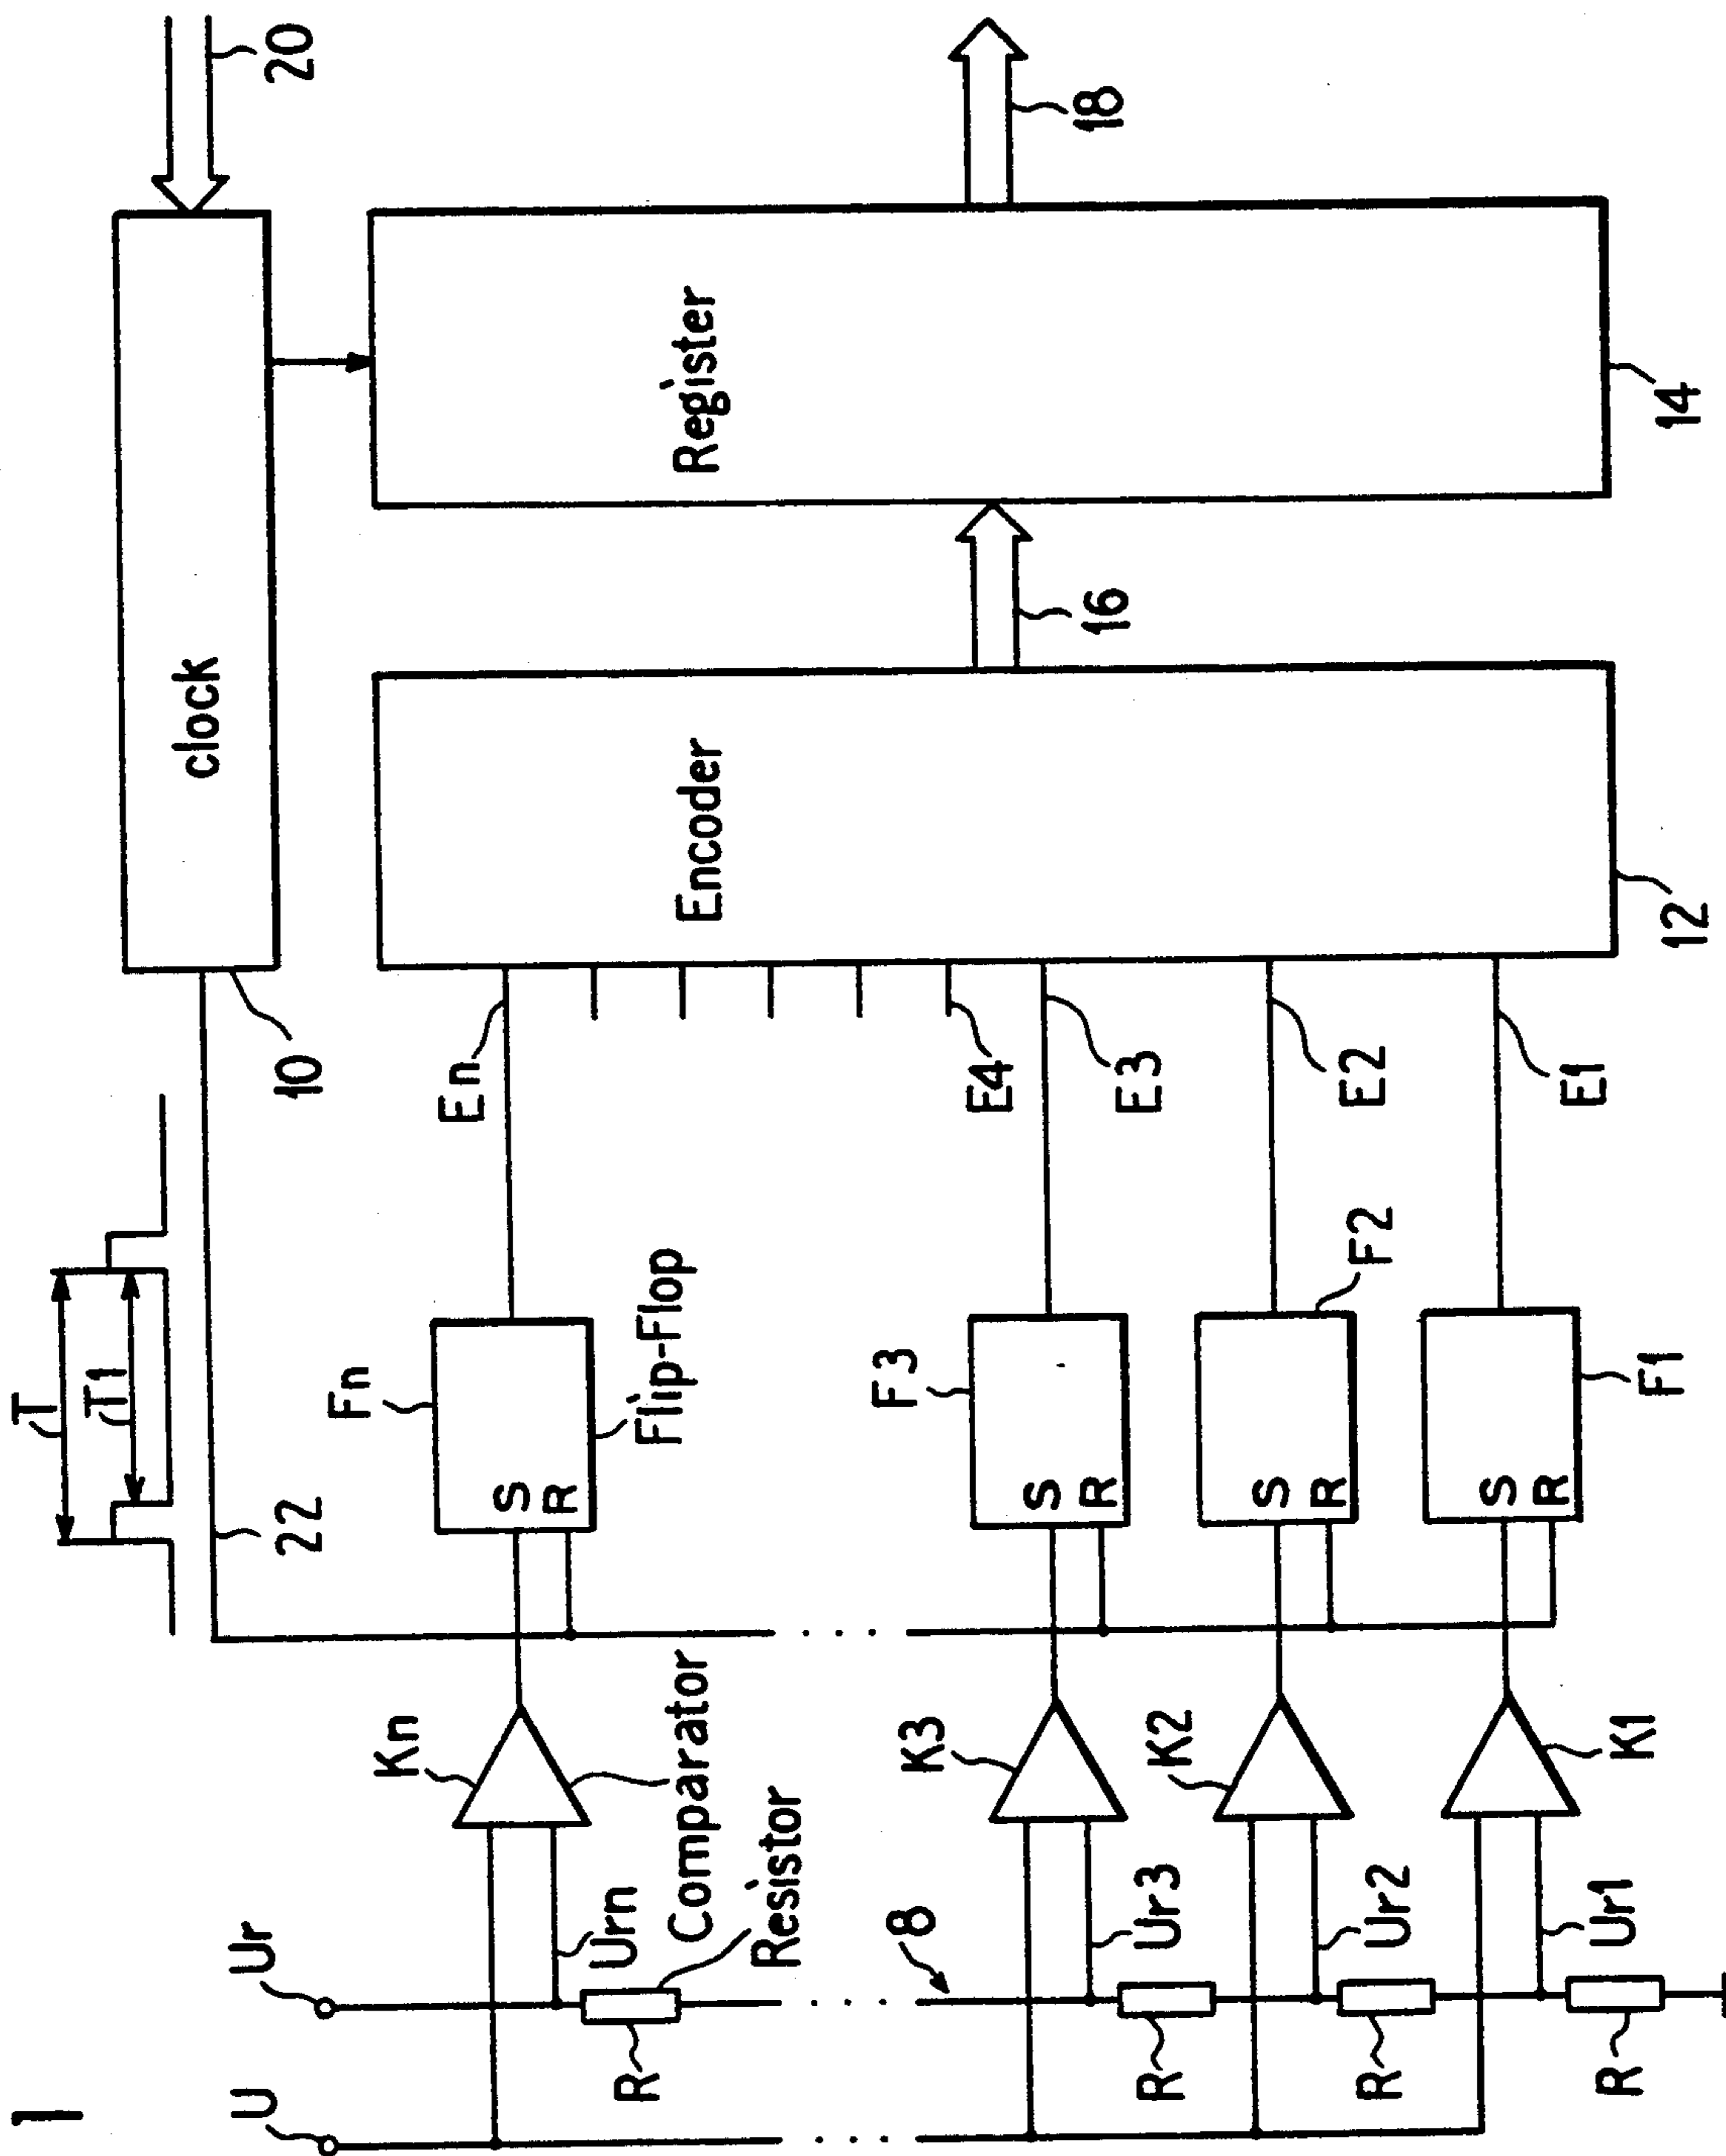 1
U
Ur
T
T1
20
clock
10
22
Kn
Fn
En
Urn
S
R
Comparator
Flip-Flop
Resistor
R
Encoder
Register
16
18
8
K3
F3
S
R
E4
E3
Ur3
R
K2
S
R
F2
E2
Ur2
R
K1
S
R
F1
E1
Ur1
R
12
14